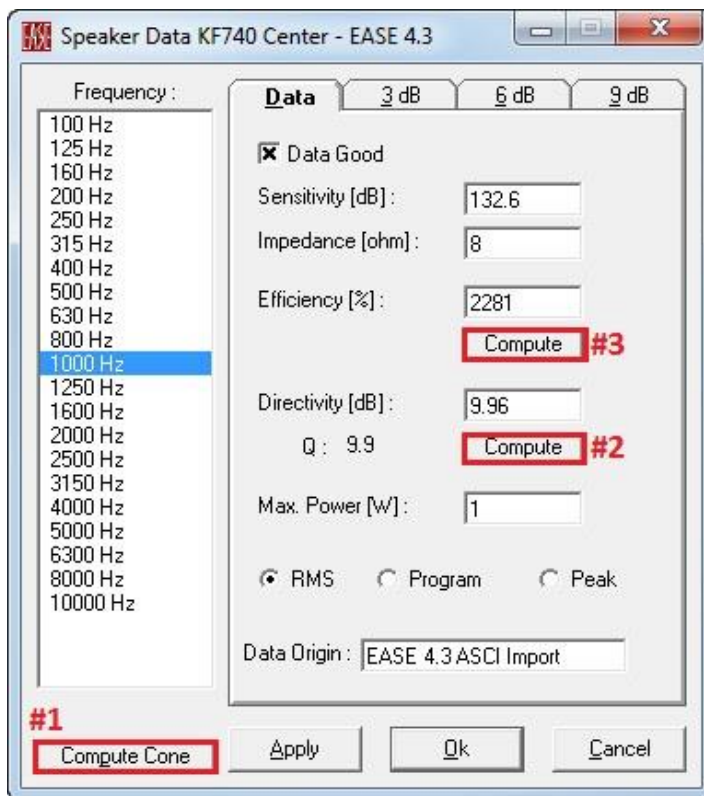 Speaker Data KF740 Center - EASE 4.3
Frequency :
100 Hz
125 Hz
160 Hz
200 Hz
250 Hz
315 Hz
400 Hz
500 Hz
630 Hz
800 Hz
1000 Hz
1250 Hz
1600 Hz
2000 Hz
2500 Hz
3150 Hz
4000 Hz
5000 Hz
6300 Hz
8000 Hz
10000 Hz
#1
Compute Cone
Data 3 dB 6 dB 9 dB
Data Good
Sensitivity [dB] : 132.6
Impedance [ohm] : 8
Efficiency [%] : 2281
Compute #3
Directivity [dB] : 9.96
Q : 9.9 Compute #2
Max. Power [W] : 1
RMS Program Peak
Data Origin : EASE 4.3 ASCI Import
Apply Ok Cancel